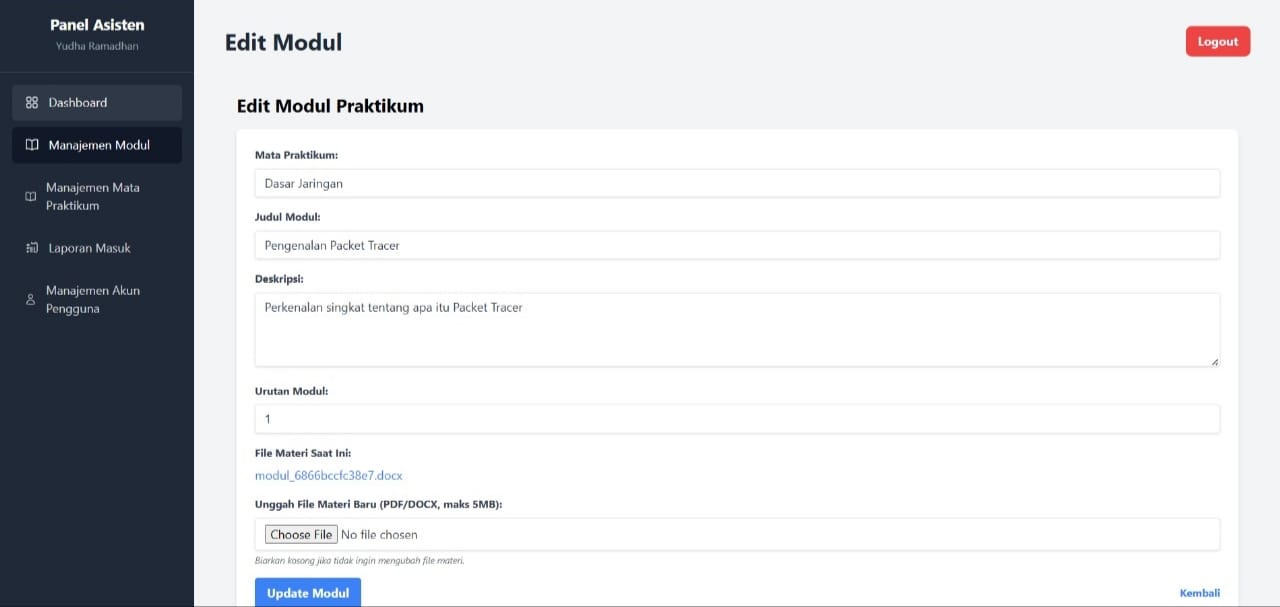 Panel Asisten
Yudha Ramadhan
Dashboard
Manajemen Modul
Manajemen Mata
Praktikum
Laporan Masuk
Manajemen Akun
Pengguna
Edit Modul
Logout
Edit Modul Praktikum
Mata Praktikum:
Dasar Jaringan
Judul Modul:
Pengenalan Packet Tracer
Deskripsi:
Perkenalan singkat tentang apa itu Packet Tracer
Urutan Modul:
1
File Materi Saat Ini:
modul_6866bccfc38e7.docx
Unggah File Materi Baru (PDF/DOCX, maks 5MB):
Choose File No file chosen
Biarkan kosong jika tidak ingin mengubah file materi.
Update Modul
Kembali